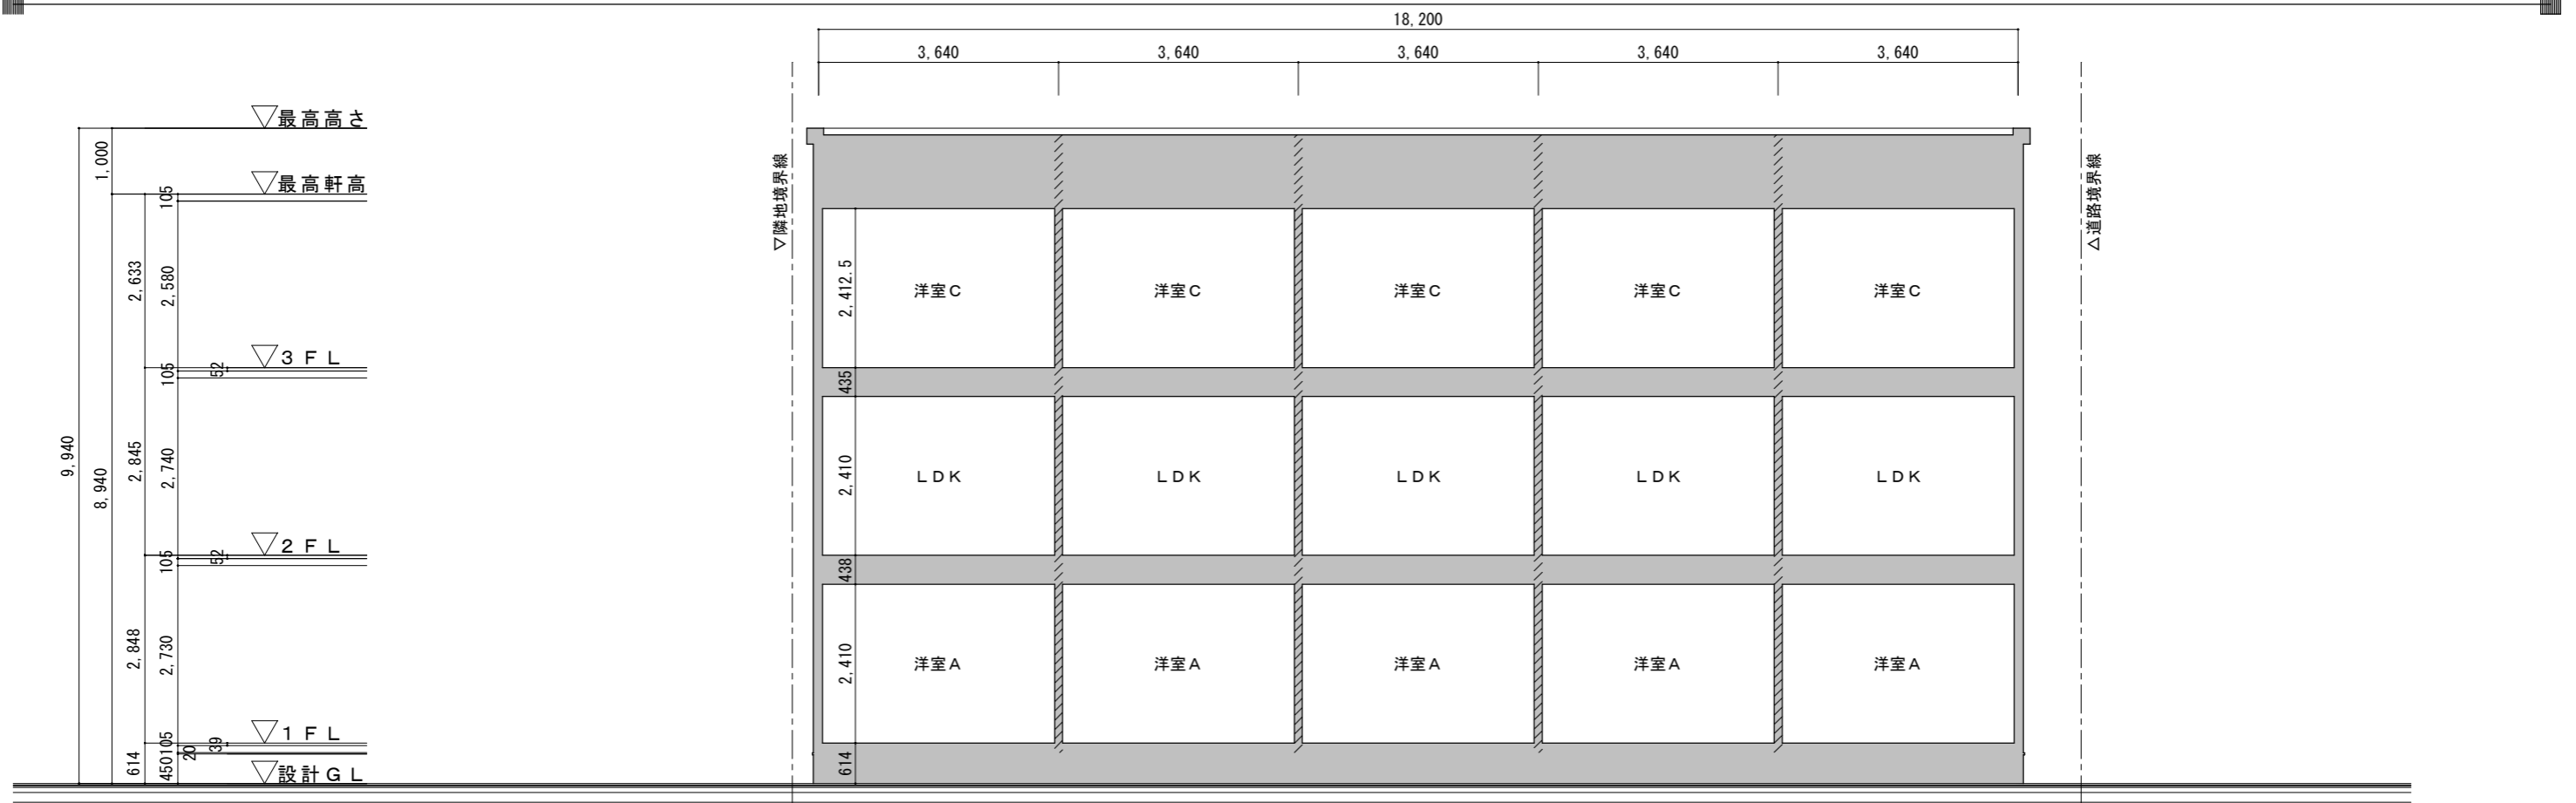 18,200
3,640 3,640 3,640 3,640 3,640
▽最高高さ
1,000
▽最高軒高
105
▽隣地境界線
△道路境界線
2,633
2,580
2,412.5
洋室C 洋室C 洋室C 洋室C 洋室C
▽3FL
105
52
435
9,940
8,940
2,845
2,740
2,410
LDK LDK LDK LDK LDK
▽2FL
105
52
438
2,848
2,730
2,410
洋室A 洋室A 洋室A 洋室A 洋室A
▽1FL
614
450
105
20
39
614
▽設計GL